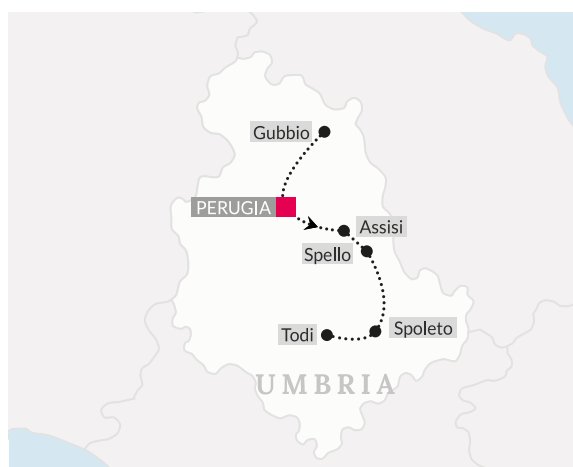 Gubbio
PERUGIA
Assisi
Spello
Spoleto
Todi
UMBRIA